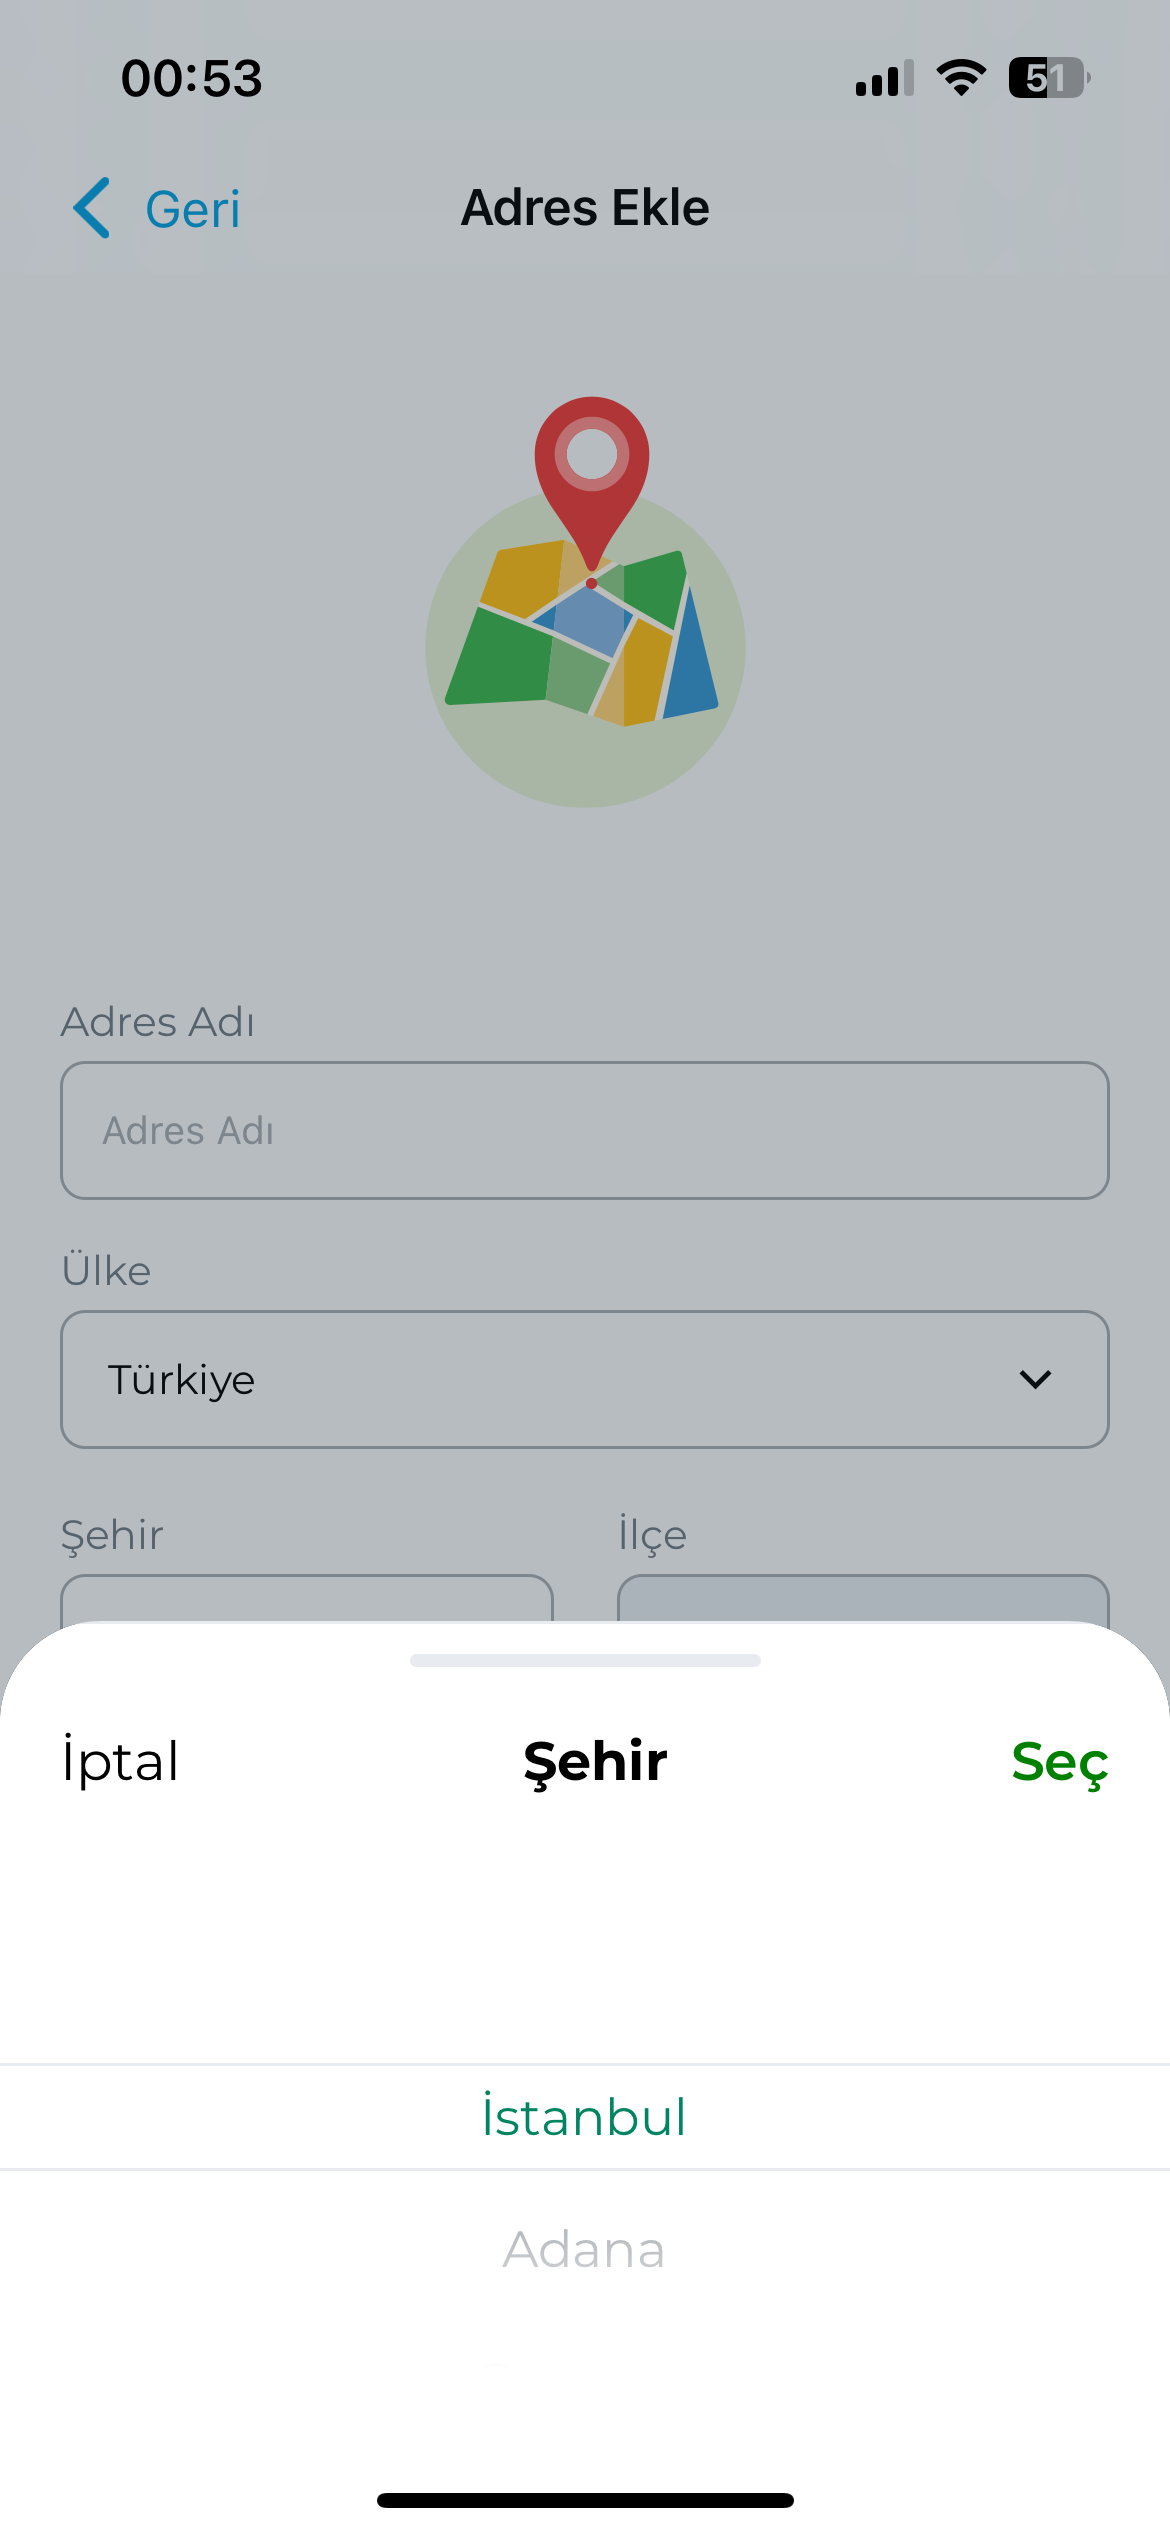 00:53
51
Geri
Adres Ekle
Adres Adı
Adres Adı
Ülke
Türkiye
Şehir
İlçe
İptal
Şehir
Seç
İstanbul
Adana